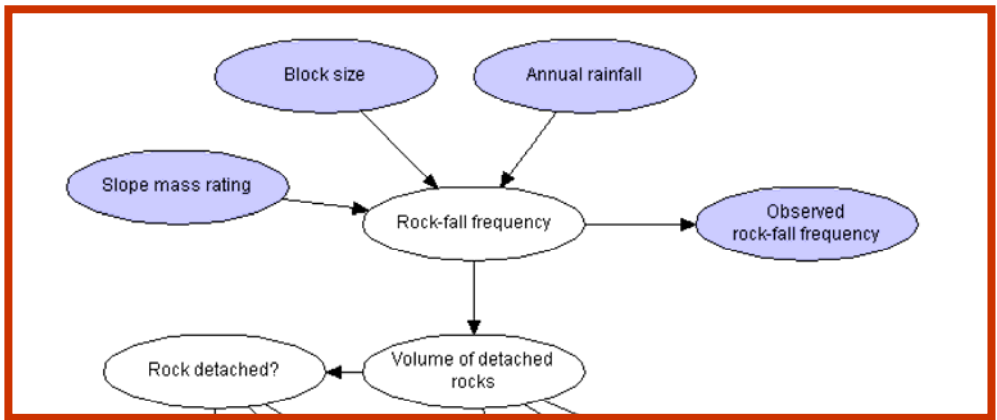 Block size
Annual rainfall
Slope mass rating
Rock-fall frequency
Observed
rock-fall frequency
Rock detached?
Volume of detached
rocks